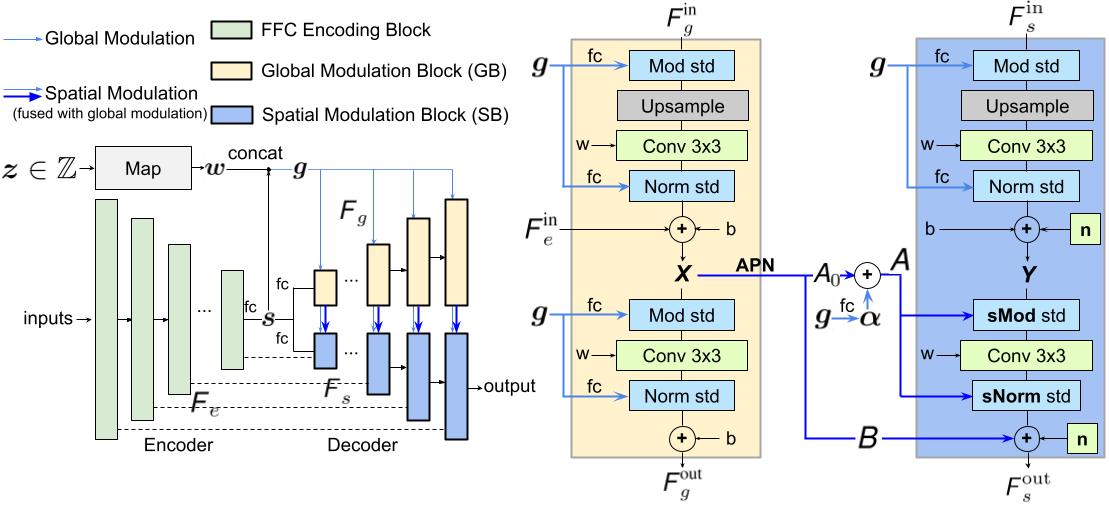 Global Modulation
Spatial Modulation
(fused with global modulation)
FFC Encoding Block
Global Modulation Block (GB)
Spatial Modulation Block (SB)
z ∈ ℤ
Map
w
concat
g
F_g
inputs
...
fc
s
fc
fc
...
...
F_s
F_e
output
Encoder
Decoder
F_g^in
g
fc
Mod std
Upsample
w
Conv 3x3
fc
Norm std
F_e^in
+
b
X
APN
g
fc
Mod std
w
Conv 3x3
fc
Norm std
+
b
F_g^out
A_0
+
A
g
fc
α
B
F_s^in
g
fc
Mod std
Upsample
w
Conv 3x3
fc
Norm std
b
+
n
Y
sMod std
w
Conv 3x3
sNorm std
+
n
F_s^out